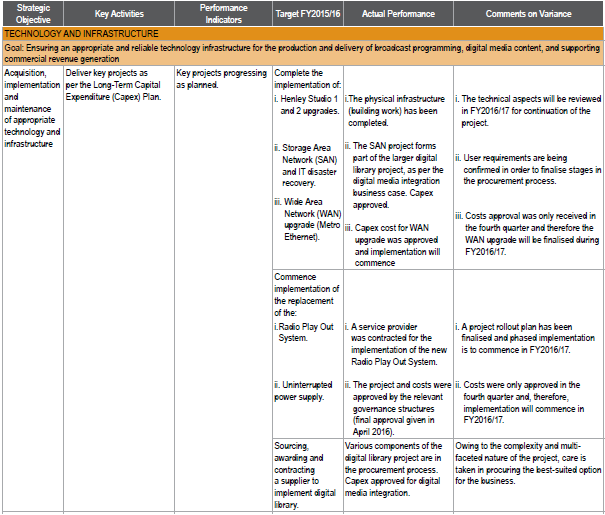 Strategic
Objective
Key Activities
Performance
Indicators
Target FY2015/16
Actual Performance
Comments on Variance
TECHNOLOGY AND INFRASTRUCTURE
Goal: Ensuring an appropriate and reliable technology infrastructure for the production and delivery of broadcast programming, digital media content, and supporting
commercial revenue generation
Acquisition,
implementation
and
maintenance
of appropriate
technology and
infrastructure
Deliver key projects as
per the Long-Term Capital
Expenditure (Capex) Plan.
Key projects progressing
as planned.
Complete the
implementation of:
i. Henley Studio 1
and 2 upgrades.
i.The physical infrastructure
(building work) has been
completed.
i. The technical aspects will be reviewed
in FY2016/17 for continuation of the
project.
ii. Storage Area
Network (SAN)
and IT disaster
recovery.
ii. The SAN project forms
part of the larger digital
library project, as per the
digital media integration
business case. Capex
approved.
ii. User requirements are being
confirmed in order to finalise stages in
the procurement process.
iii. Wide Area
Network (WAN)
upgrade (Metro
Ethernet).
iii. Capex cost for WAN
upgrade was approved
and implementation will
commence
iii. Costs approval was only received in
the fourth quarter and therefore the
WAN upgrade will be finalised during
FY2016/17.
Commence
implementation of
the replacement
of the:
i.Radio Play Out
System.
i. A service provider
was contracted for the
implementation of the new
Radio Play Out System.
i. A project rollout plan has been
finalised and phased implementation
is to commence in FY2016/17.
ii. Uninterrupted
power supply.
ii. The project and costs were
approved by the relevant
governance structures
(final approval given in
April 2016).
ii. Costs were only approved in the
fourth quarter and, therefore,
implementation will commence in
FY2016/17.
Sourcing,
awarding and
contracting
a supplier to
implement digital
library.
Various components of the
digital library project are in
the procurement process.
Capex approved for digital
media integration.
Owing to the complexity and multi-
faceted nature of the project, care is
taken in procuring the best-suited option
for the business.